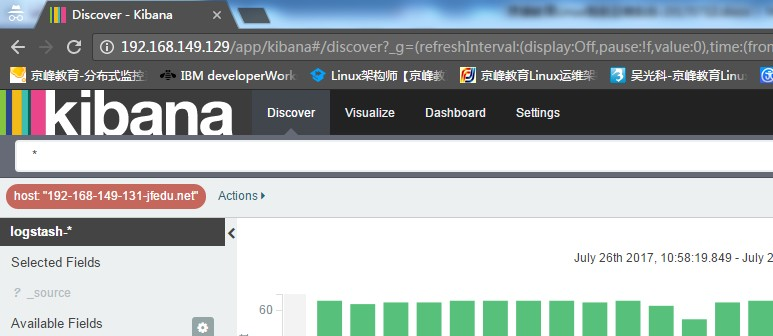 Discover - Kibana
192.168.149.129/app/kibana#/discover?_g=(refreshInterval:(display:Off,pause:!f,value:0),time:(fron
京峰教育-分布式监控 IBM developerWork Linux架构师【京峰 京峰教育Linux运维架 吴光科-京峰教育Linu
kibana Discover Visualize Dashboard Settings
*
host: "192-168-149-131-jfedu.net" Actions
logstash-*
July 26th 2017, 10:58:19.849 - July 2
Selected Fields
? _source
60
Available Fields